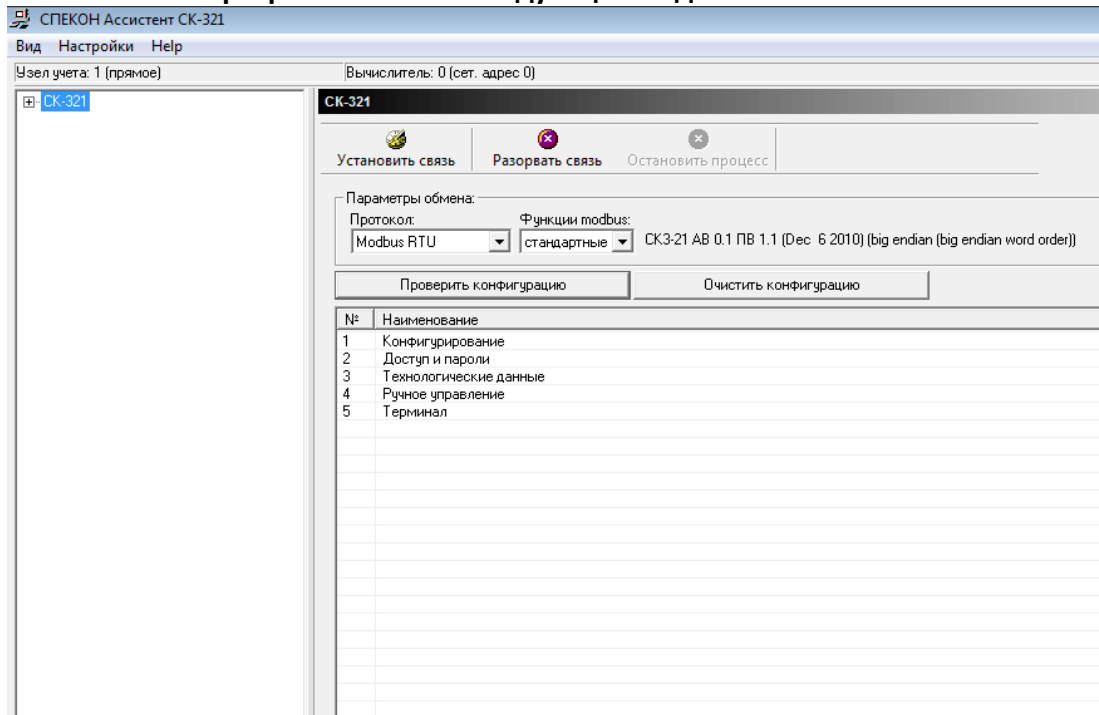 СПЕКОН Ассистент СК-321
Вид Настройки Help
Узел учета: 1 (прямое) Вычислитель: 0 (сет. адрес 0)
СК-321
СК-321
Установить связь Разорвать связь Остановить процесс
Параметры обмена:
Протокол: Функции modbus:
Modbus RTU стандартные СК3-21 АВ 0.1 ПВ 1.1 (Dec 6 2010) (big endian (big endian word order))
Проверить конфигурацию Очистить конфигурацию
№ Наименование
1 Конфигурирование
2 Доступ и пароли
3 Технологические данные
4 Ручное управление
5 Терминал